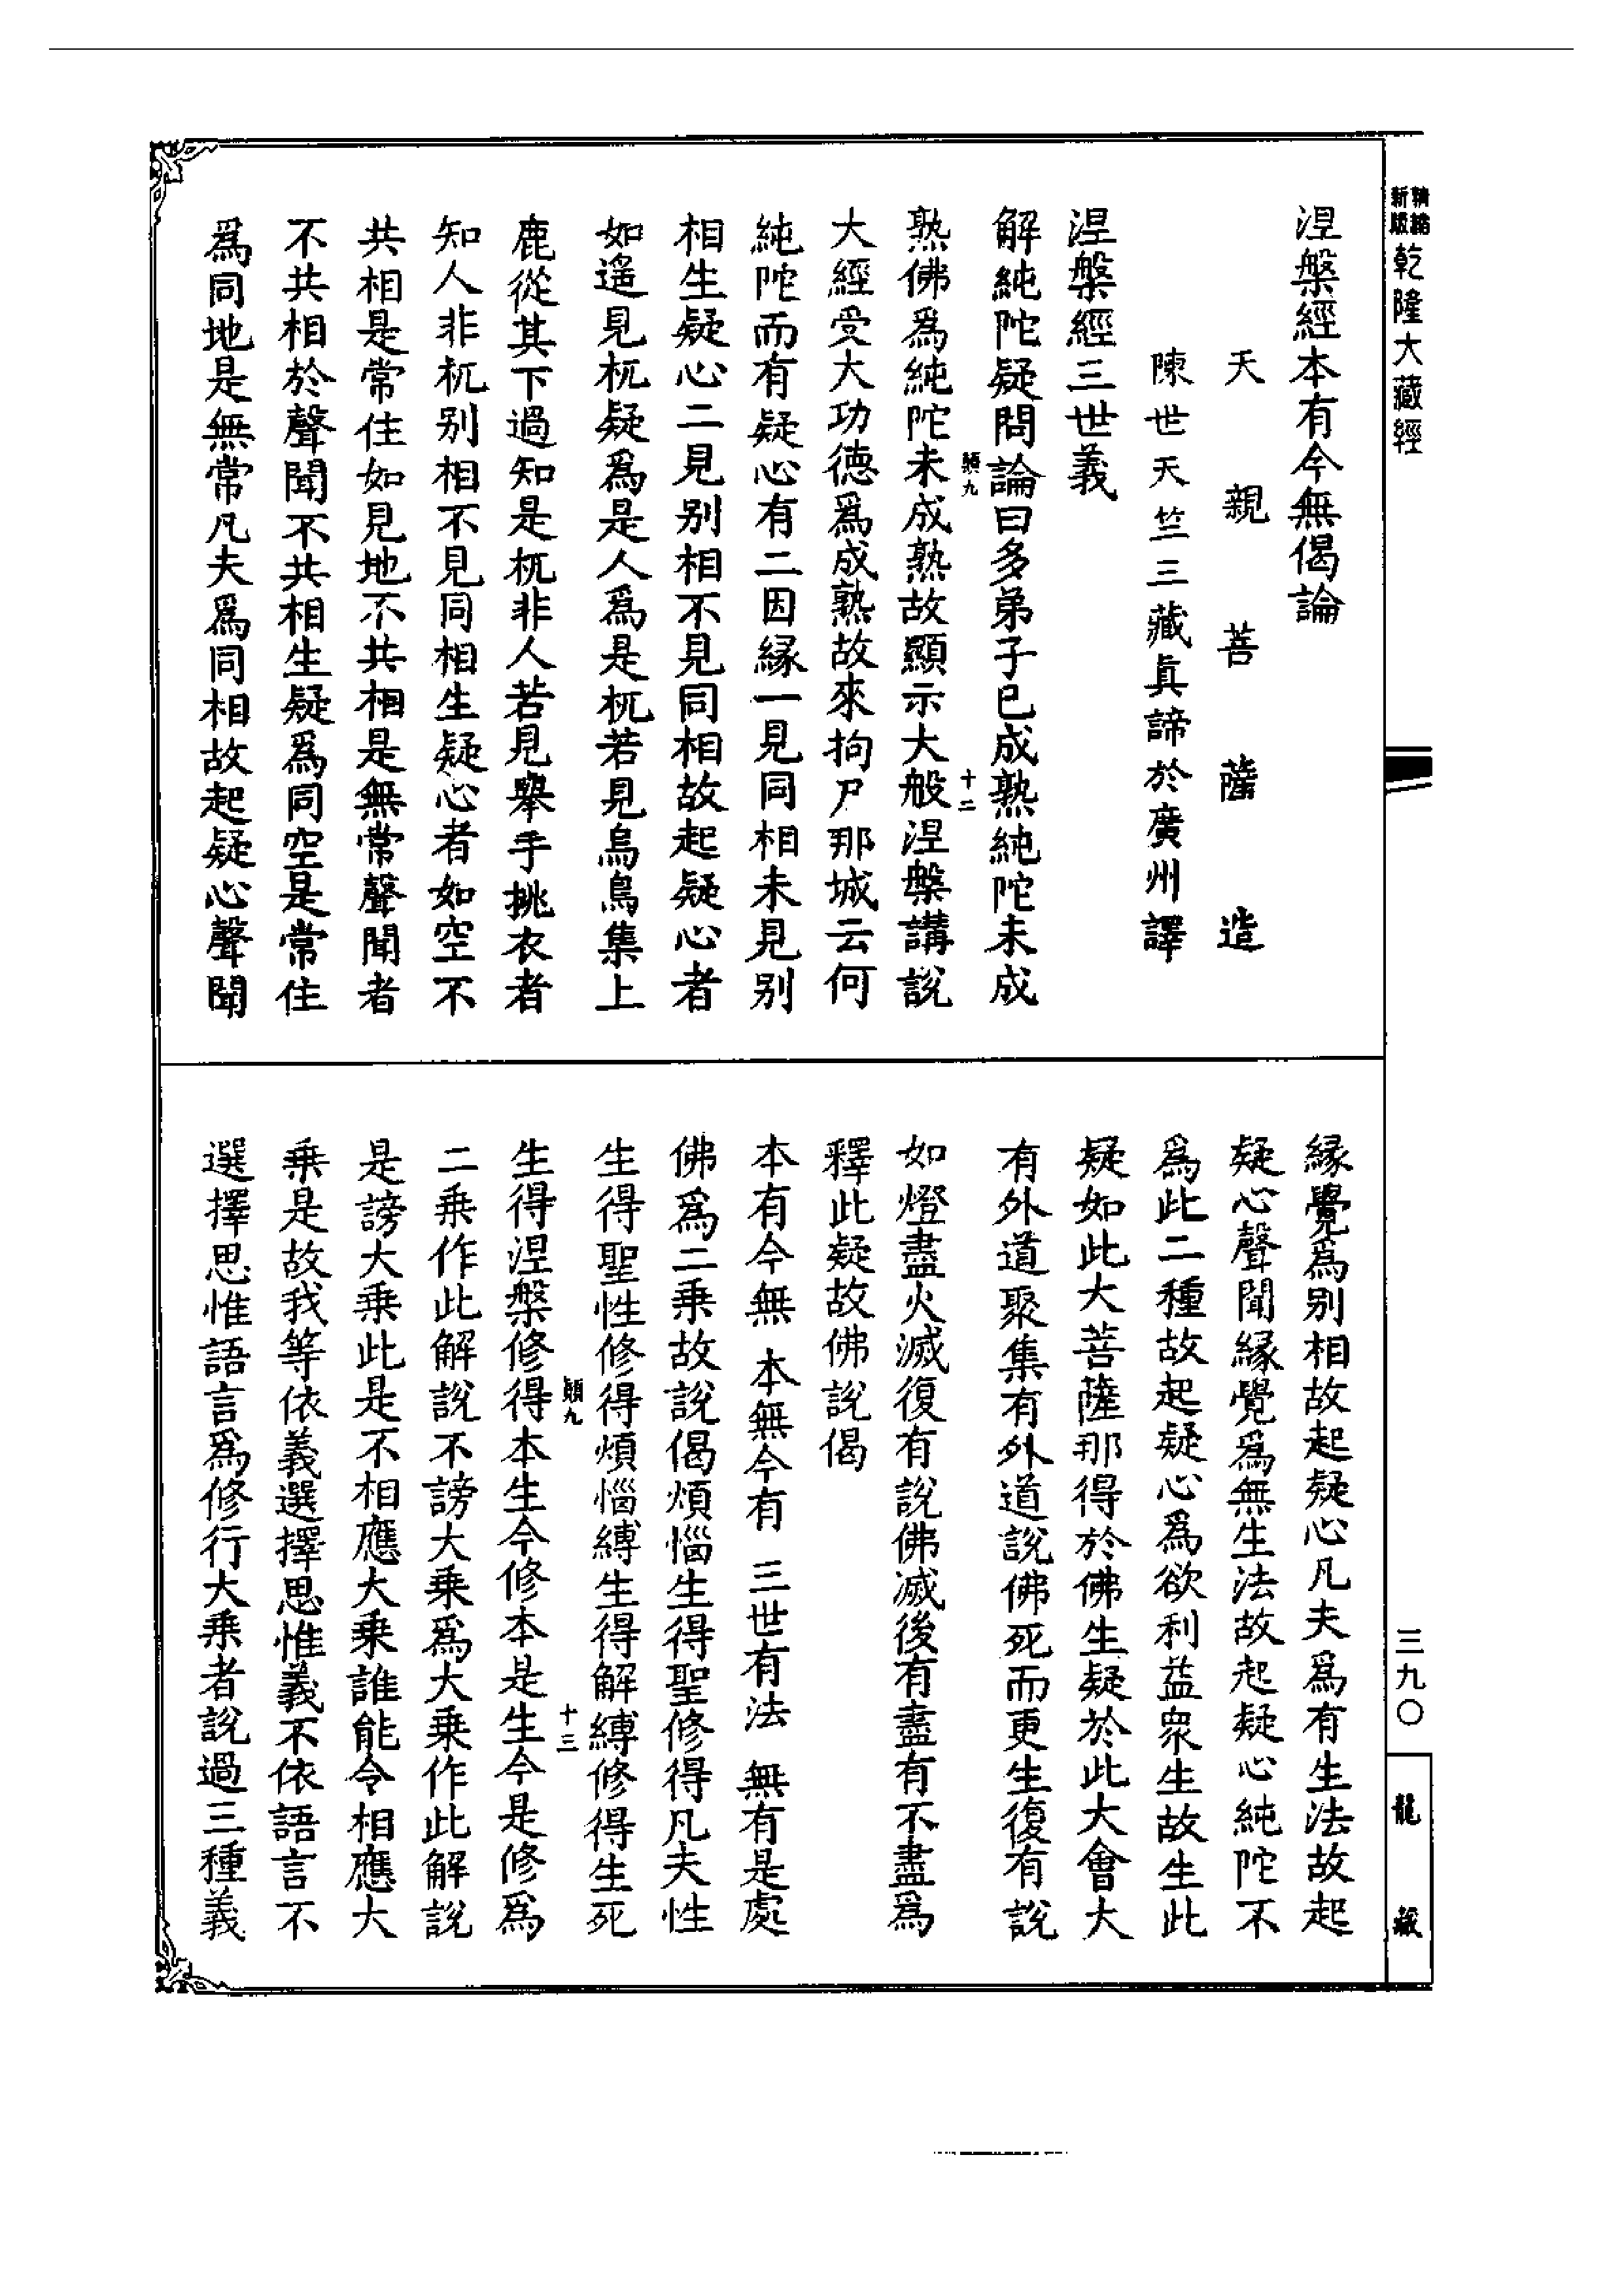 新版 精縮 乾隆大藏經
涅槃經本有今無偈論
天親菩薩造
陳世天竺三藏真諦於廣州譯
涅槃經三世義
解純陀疑問論曰多弟子已成熟純陀未成
熟佛爲純陀未成熟故顯示大般涅槃講說
大經受大功德爲成熟故來拘尸那城云何
純陀而有疑心有二因緣一見同相未見別
相生疑心二見別相不見同相故起疑心者
如遙見杌疑爲是人爲是杌若見烏鳥集上
鹿從其下過知是杌非人若見擧手挑衣者
知人非杌別相不見同相生疑心者如空不
共相是常住如見地不共相是無常聲聞者
不共相於聲聞不共相生疑爲同空是常住
爲同地是無常凡夫爲同相故起疑心聲聞
緣覺爲別相故起疑心凡夫爲有生法故起
疑心聲聞緣覺爲無生法故起疑心純陀不
爲此二種故起疑心爲欲利益衆生故生此
疑如此大菩薩那得於佛生疑於此大會大
有外道聚集有外道說佛死而更生復有說
如燈盡火滅復有說佛滅後有盡有不盡爲
釋此疑故佛說偈
本有今無 本無今有 三世有法 無有是處
佛爲二乘故說偈煩惱生得聖修得凡夫性
生得聖性修得煩惱縛生得解縛修得生死
生得涅槃修得本生今修本是生今是修爲
二乘作此解說不謗大乘爲大乘作此解說
是謗大乘此是不相應大乘誰能令相應大
乘是故我等依義選擇思惟義不依語言不
選擇思惟語言爲修行大乘者說過三種義
十二
十三
三九〇
龍藏